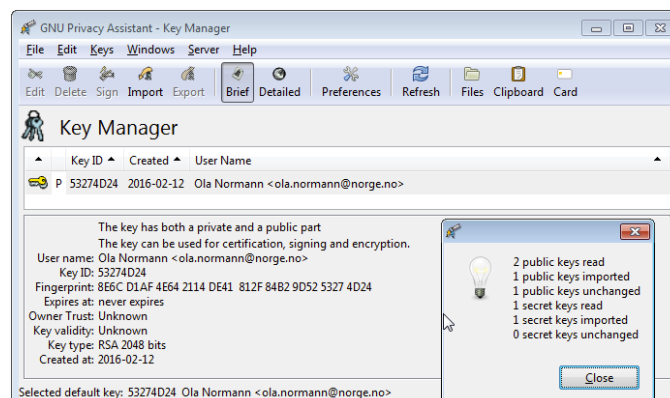 GNU Privacy Assistant - Key Manager
File Edit Keys Windows Server Help
Edit Delete Sign Import Export Brief Detailed Preferences Refresh Files Clipboard Card
Key Manager
Key ID Created User Name
P 53274D24 2016-02-12 Ola Normann <ola.normann@norge.no>
The key has both a private and a public part
The key can be used for certification, signing and encryption.
User name: Ola Normann <ola.normann@norge.no>
Key ID: 53274D24
Fingerprint: 8E6C D1AF 4E64 2114 DE41 812F 84B2 9D52 5327 4D24
Expires at: never expires
Owner Trust: Unknown
Key validity: Unknown
Key type: RSA 2048 bits
Created at: 2016-02-12
2 public keys read
1 public keys imported
1 public keys unchanged
1 secret keys read
1 secret keys imported
0 secret keys unchanged
Close
Selected default key: 53274D24 Ola Normann <ola.normann@norge.no>